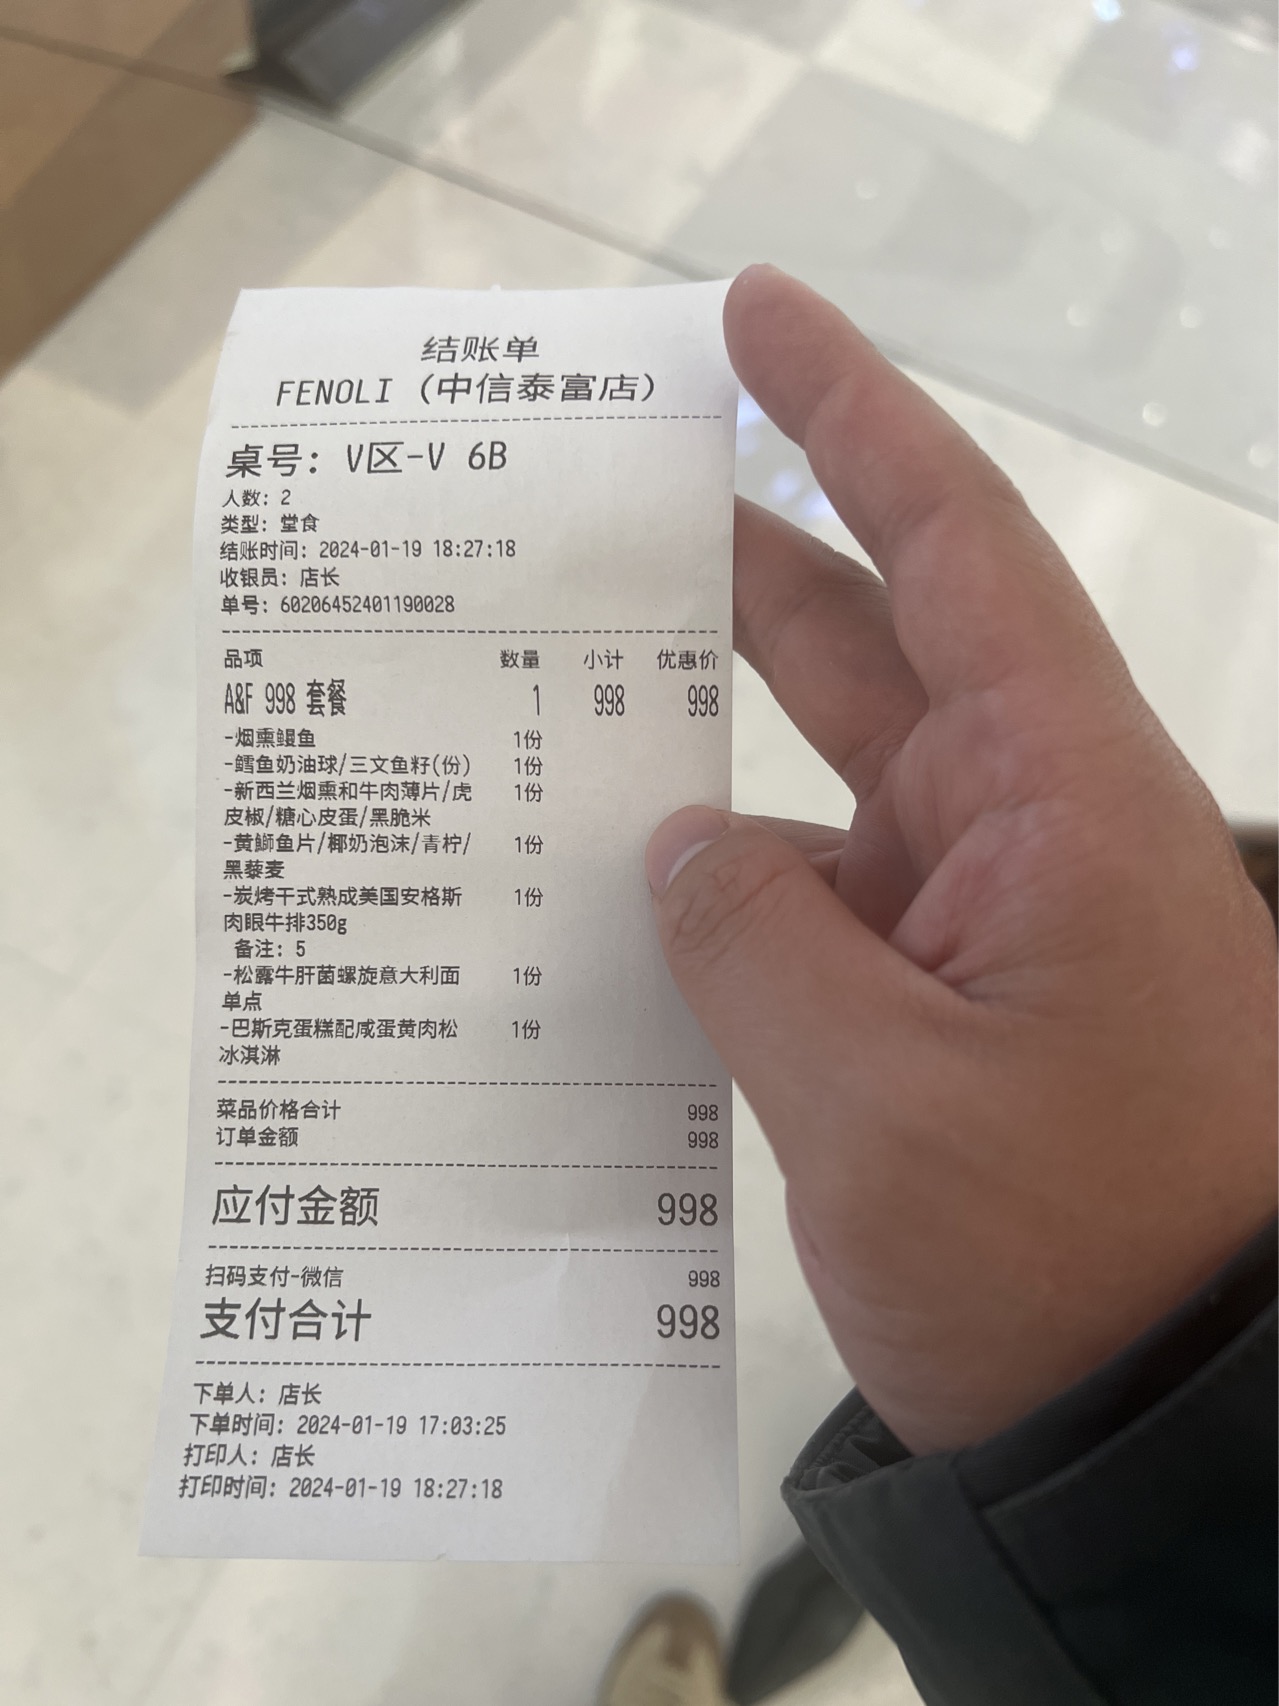 结账单
FENOLI（中信泰富店）
桌号：V区-V 6B
人数：2
类型：堂食
结账时间：2024-01-19 18:27:18
收银员：店长
单号：60206452401190028
品项 数量 小计 优惠价
A&F 998 套餐 1 998 998
-烟熏鳗鱼 1份
-鳕鱼奶油球/三文鱼籽(份) 1份
-新西兰烟熏和牛肉薄片/虎 1份
皮椒/糖心皮蛋/黑脆米
-黄鰤鱼片/椰奶泡沫/青柠/ 1份
黑藜麦
-炭烤干式熟成美国安格斯 1份
肉眼牛排350g
备注：5
-松露牛肝菌螺旋意大利面 1份
单点
-巴斯克蛋糕配咸蛋黄肉松 1份
冰淇淋
菜品价格合计 998
订单金额 998
应付金额 998
扫码支付-微信 998
支付合计 998
下单人：店长
下单时间：2024-01-19 17:03:25
打印人：店长
打印时间：2024-01-19 18:27:18